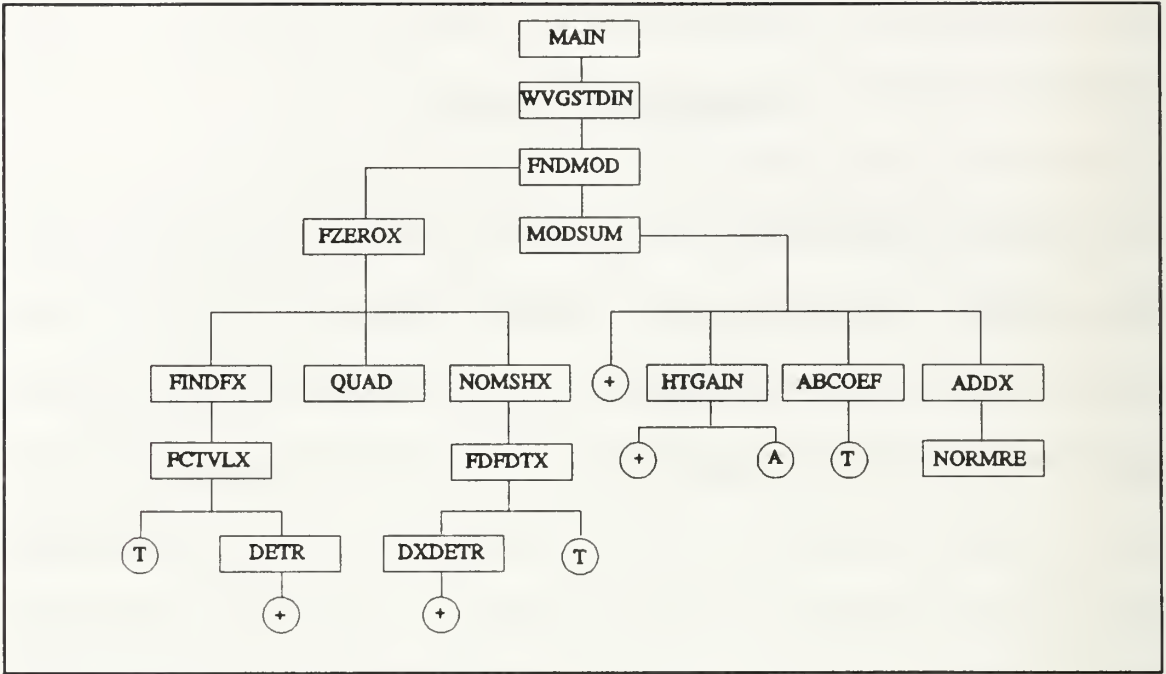 MAIN
WVGSTDIN
FNDMOD
FZEROX MODSUM
FINDFX QUAD NOMSHX + HTGAIN ABCOEF ADDX
FCTVLX FDFDTX + A T NORMRE
T DETR DXDETR T
+ +